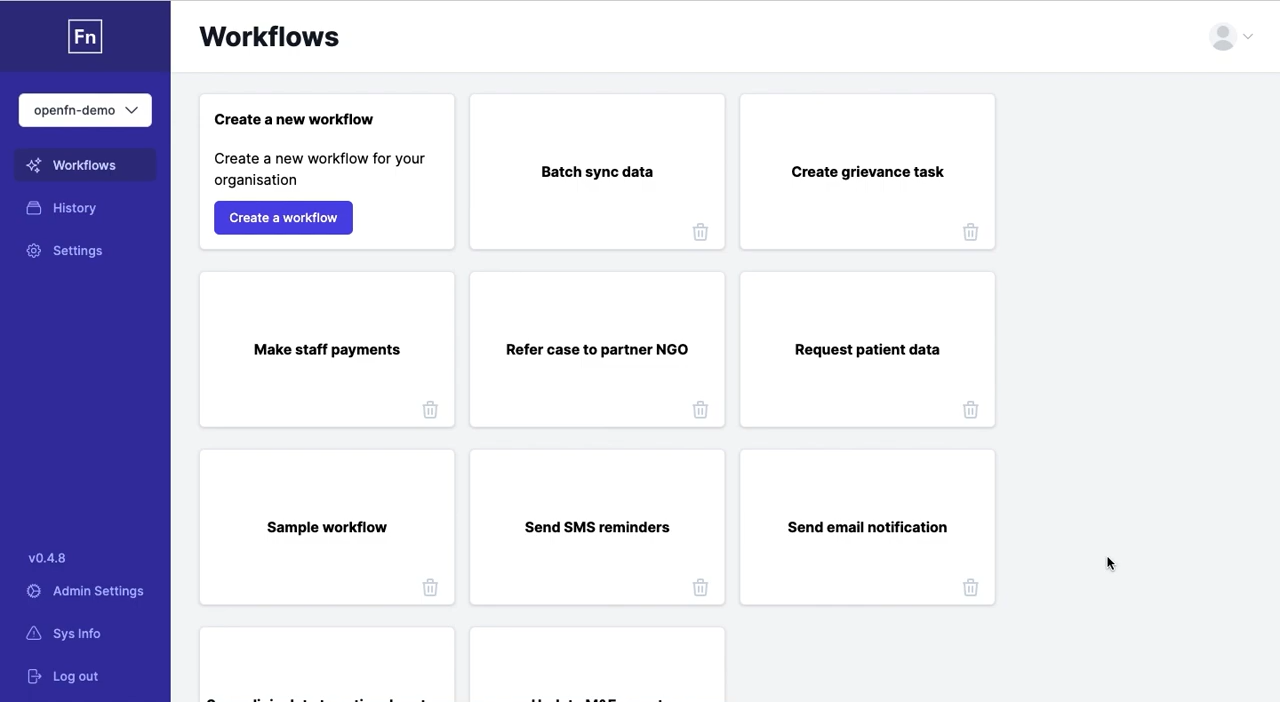 Fn
Workflows
openfn-demo
Workflows
History
Settings
v0.4.8
Admin Settings
Sys Info
Log out
Create a new workflow
Create a new workflow for your
organisation
Create a workflow
Batch sync data
Create grievance task
Make staff payments
Refer case to partner NGO
Request patient data
Sample workflow
Send SMS reminders
Send email notification